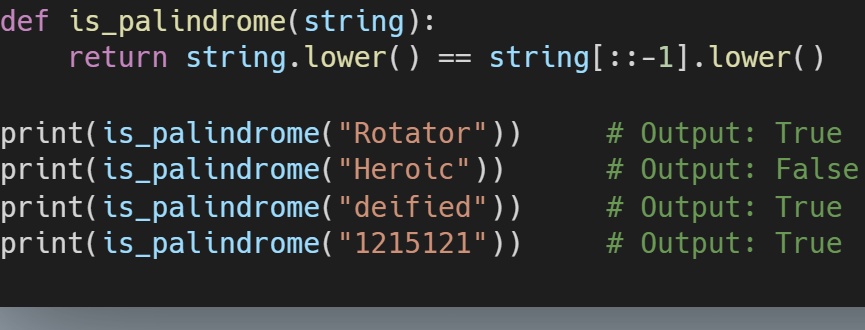 def is_palindrome(string):
    return string.lower() == string[::-1].lower()
print(is_palindrome("Rotator"))     # Output: True
print(is_palindrome("Heroic"))      # Output: False
print(is_palindrome("deified"))     # Output: True
print(is_palindrome("1215121"))     # Output: True